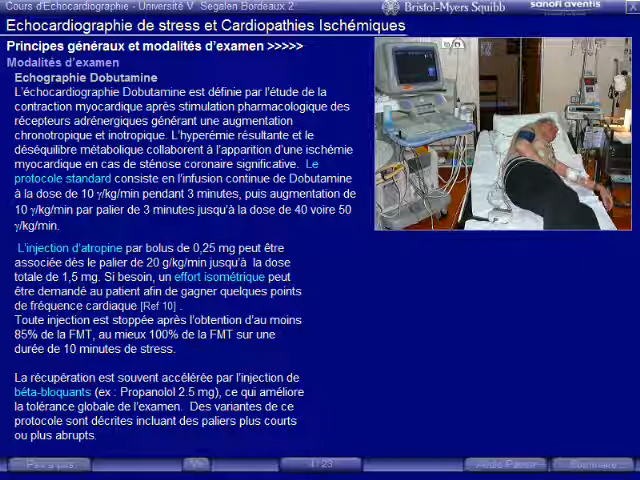 Cours d'Echocardiographie - Université V. Segalen Bordeaux 2
Bristol-Myers Squibb
sanofi aventis
Echocardiographie de stress et Cardiopathies Ischémiques
Principes généraux et modalités d'examen >>>>>
Modalités d'examen
Echographie Dobutamine
L'échocardiographie Dobutamine est définie par l'étude de la
contraction myocardique après stimulation pharmacologique des
récepteurs adrénergiques générant une augmentation
chronotropique et inotropique. L'hyperémie résultante et le
déséquilibre métabolique collaborent à l'apparition d'une ischémie
myocardique en cas de sténose coronaire significative. Le
protocole standard consiste en l'infusion continue de Dobutamine
à la dose de 10 γ/kg/min pendant 3 minutes, puis augmentation de
10 γ/kg/min par palier de 3 minutes jusqu'à la dose de 40 voire 50
γ/kg/min.
L'injection d'atropine par bolus de 0,25 mg peut être
associée dés le palier de 20 g/kg/min jusqu'à la dose
totale de 1,5 mg. Si besoin, un effort isométrique peut
être demandé au patient afin de gagner quelques points
de fréquence cardiaque [Ref 10] .
Toute injection est stoppée après l'obtention d'au moins
85% de la FMT, au mieux 100% de la FMT sur une
durée de 10 minutes de stress.
La récupération est souvent accélérée par l'injection de
béta-bloquants (ex : Propanolol 2.5 mg), ce qui améliore
la tolérance globale de l'examen. Des variantes de ce
protocole sont décrites incluant des paliers plus courts
ou plus abrupts.
Pas à pas
4 / 23
Sommaire